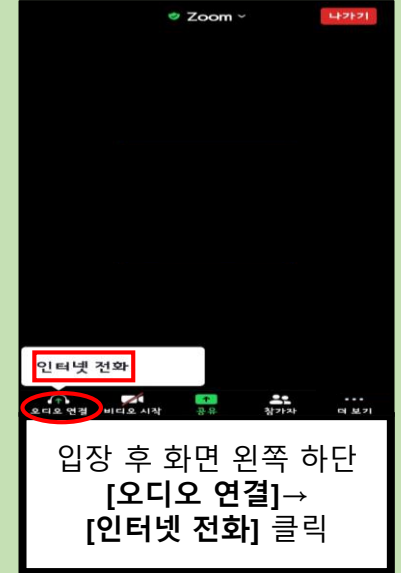 Zoom
나가기
인터넷 전화
오디오 연결 비디오 시작 공유 참가자 더 보기
입장 후 화면 왼쪽 하단
[오디오 연결]→
[인터넷 전화] 클릭